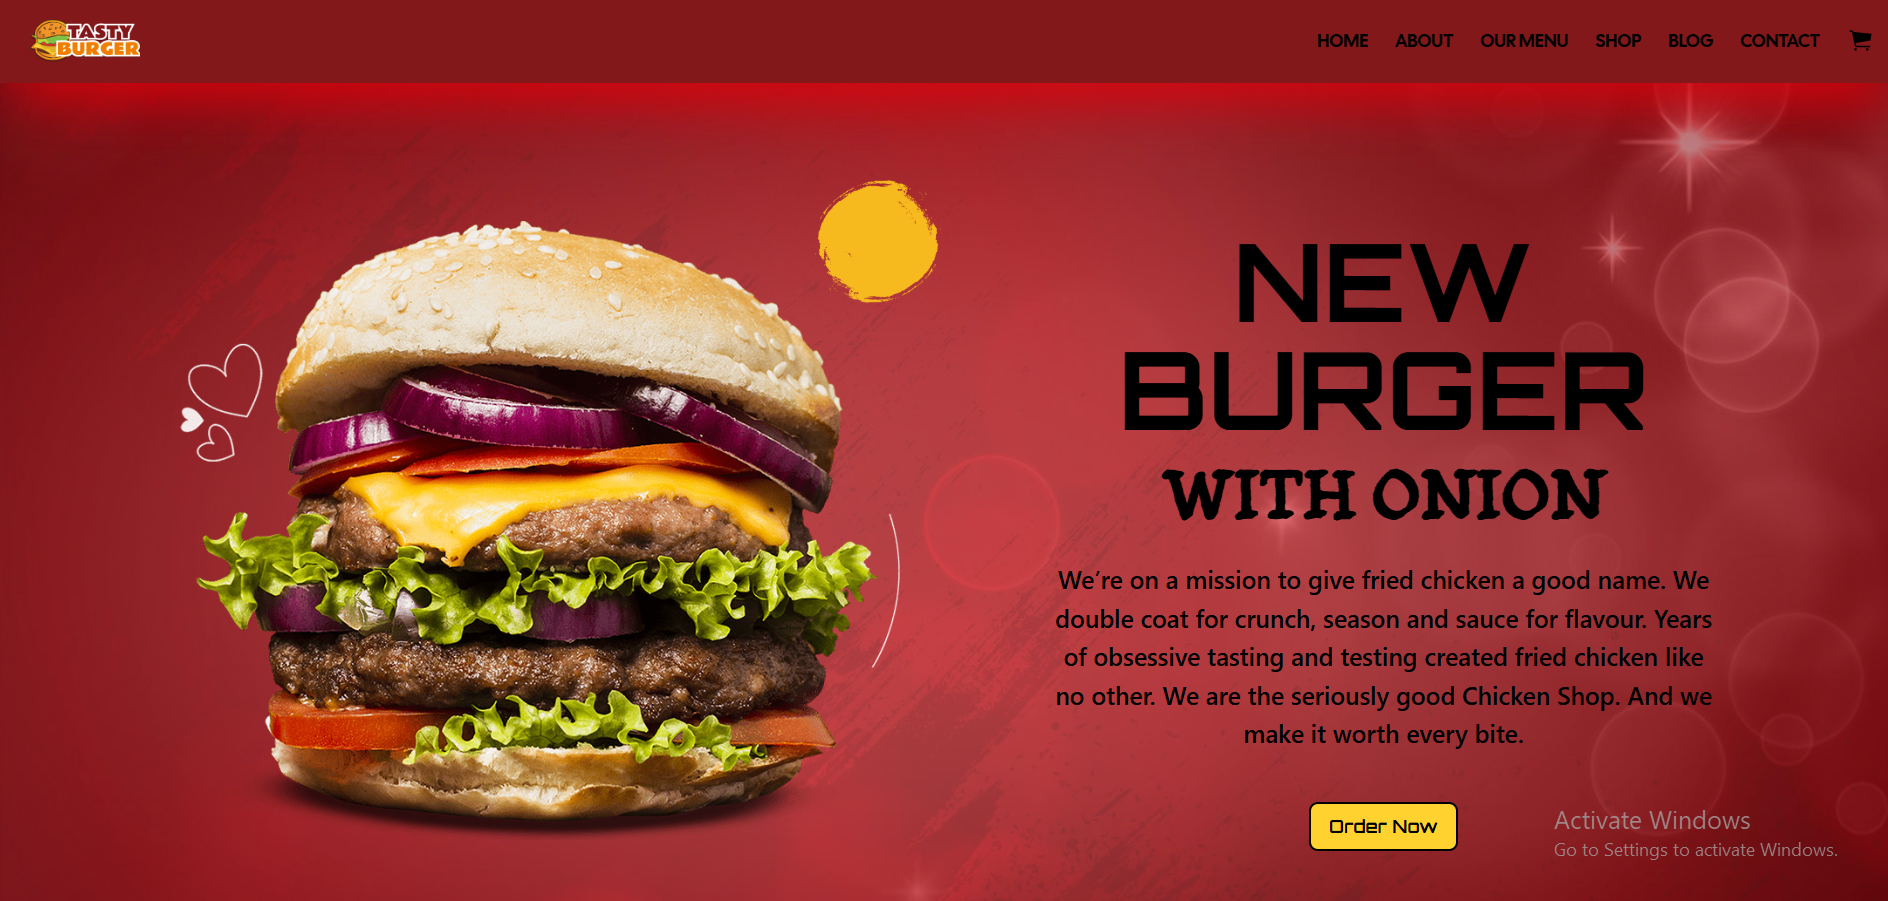 TASTY
BURGER
HOME ABOUT OUR MENU SHOP BLOG CONTACT
NEW
BURGER
WITH ONION
We’re on a mission to give fried chicken a good name. We
double coat for crunch, season and sauce for flavour. Years
of obsessive tasting and testing created fried chicken like
no other. We are the seriously good Chicken Shop. And we
make it worth every bite.
Order Now
Activate Windows
Go to Settings to activate Windows.